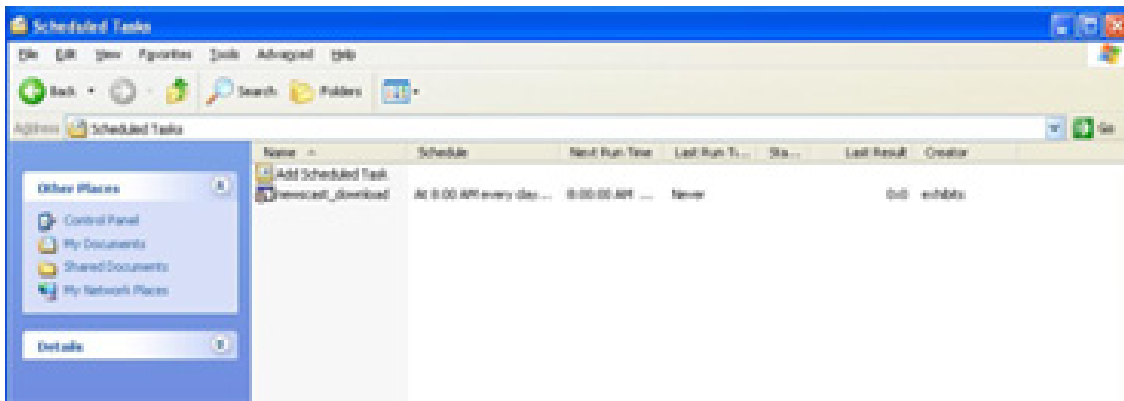 Scheduled Tasks
File Edit View Favorites Tools Advanced Help
Back Search Folders
Address Scheduled Tasks Go
Name Schedule Next Run Time Last Run Ti... Sta... Last Result Creator
Add Scheduled Task
newscast_download At 8:00 AM every day ... 8:00:00 AM ... Never 0x0 exhibits
Other Places
Control Panel
My Documents
Shared Documents
My Network Places
Details